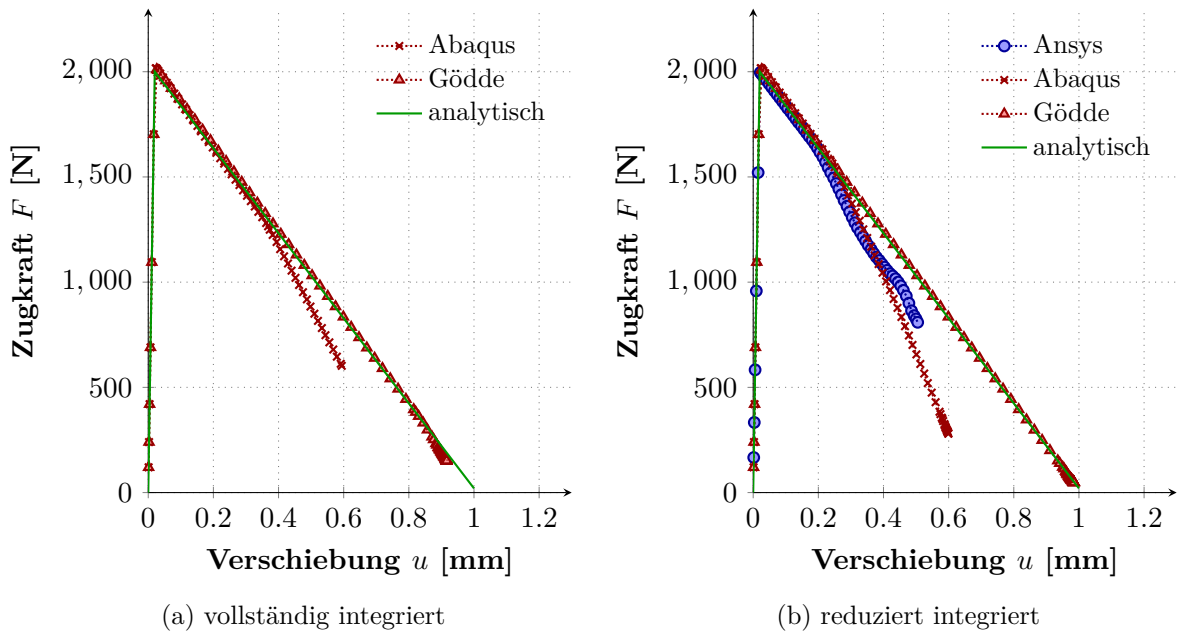 Zugkraft F [N]
2,000
1,500
1,000
500
0
0 0.2 0.4 0.6 0.8 1 1.2
Verschiebung u [mm]
Abaqus
Gödde
analytisch
(a) vollständig integriert
Zugkraft F [N]
2,000
1,500
1,000
500
0
0 0.2 0.4 0.6 0.8 1 1.2
Verschiebung u [mm]
Ansys
Abaqus
Gödde
analytisch
(b) reduziert integriert